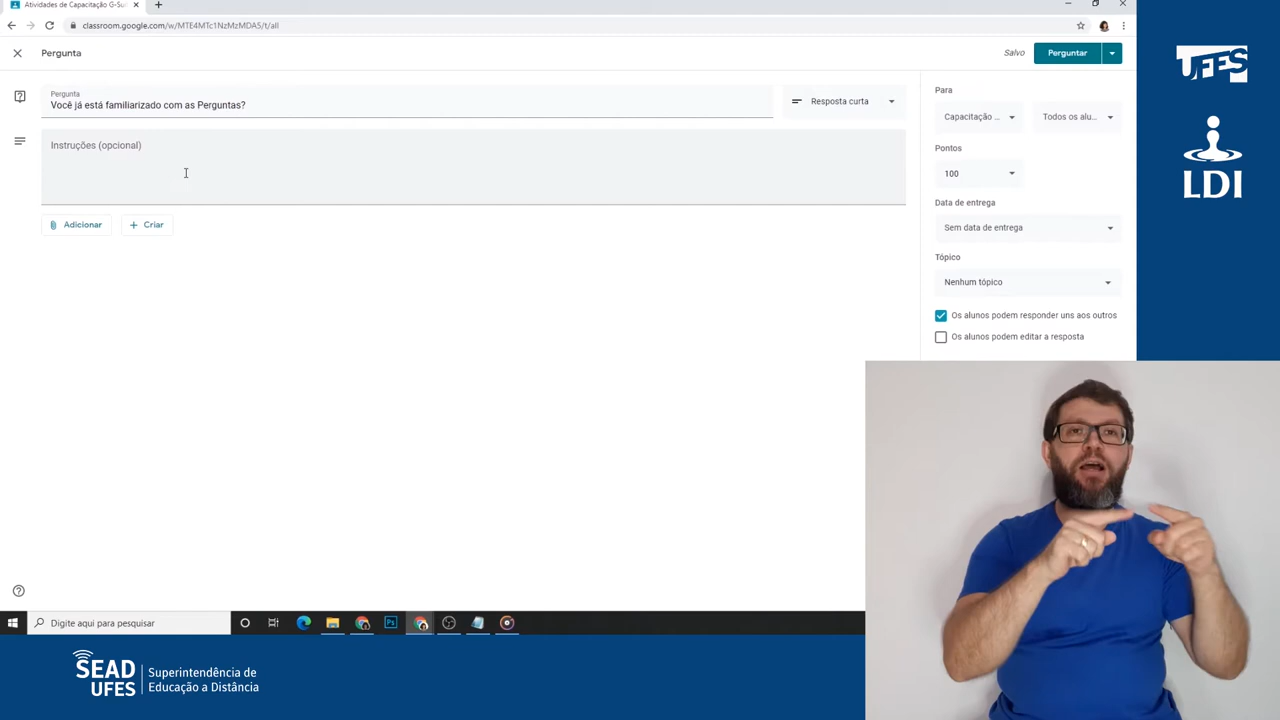 Atividades de Capacitação G-Su
classroom.google.com/w/MTE4MTc1NzMzMDA5/t/all
Pergunta
Salvo
Perguntar
Pergunta
Você já está familiarizado com as Perguntas?
Resposta curta
Instruções (opcional)
Adicionar
Criar
Para
Capacitação ...
Todos os alu...
Pontos
100
Data de entrega
Sem data de entrega
Tópico
Nenhum tópico
Os alunos podem responder uns aos outros
Os alunos podem editar a resposta
UFES
LDI
Digite aqui para pesquisar
Ps
SEAD
UFES
Superintendência de
Educação a Distância